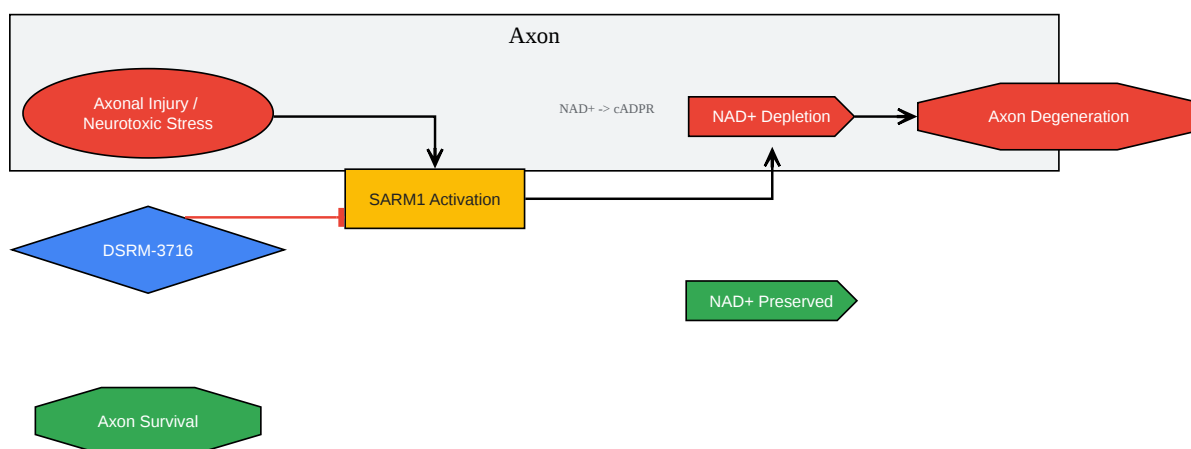 Axon
Axonal Injury /
Neurotoxic Stress
NAD+ -> cADPR
NAD+ Depletion
Axon Degeneration
SARM1 Activation
DSRM-3716
NAD+ Preserved
Axon Survival